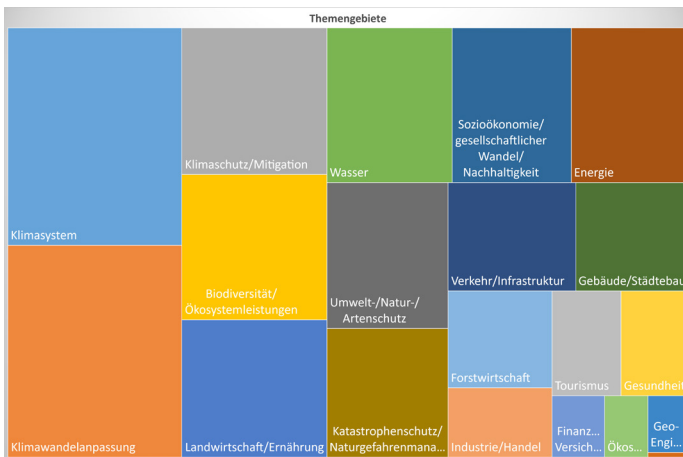 Themengebiete
Klimasystem
Klimaschutz/Mitigation
Wasser
Sozioökonomie/
gesellschaftlicher
Wandel/
Nachhaltigkeit
Energie
Klimawandelanpassung
Biodiversität/
Ökosystemleistungen
Landwirtschaft/Ernährung
Umwelt-/Natur-/
Artenschutz
Katastrophenschutz/
Naturgefahrenmana...
Verkehr/Infrastruktur
Gebäude/Städtebau
Forstwirtschaft
Industrie/Handel
Tourismus
Gesundheit
Finanz...
Versich...
Ökos...
Geo-
Engi...